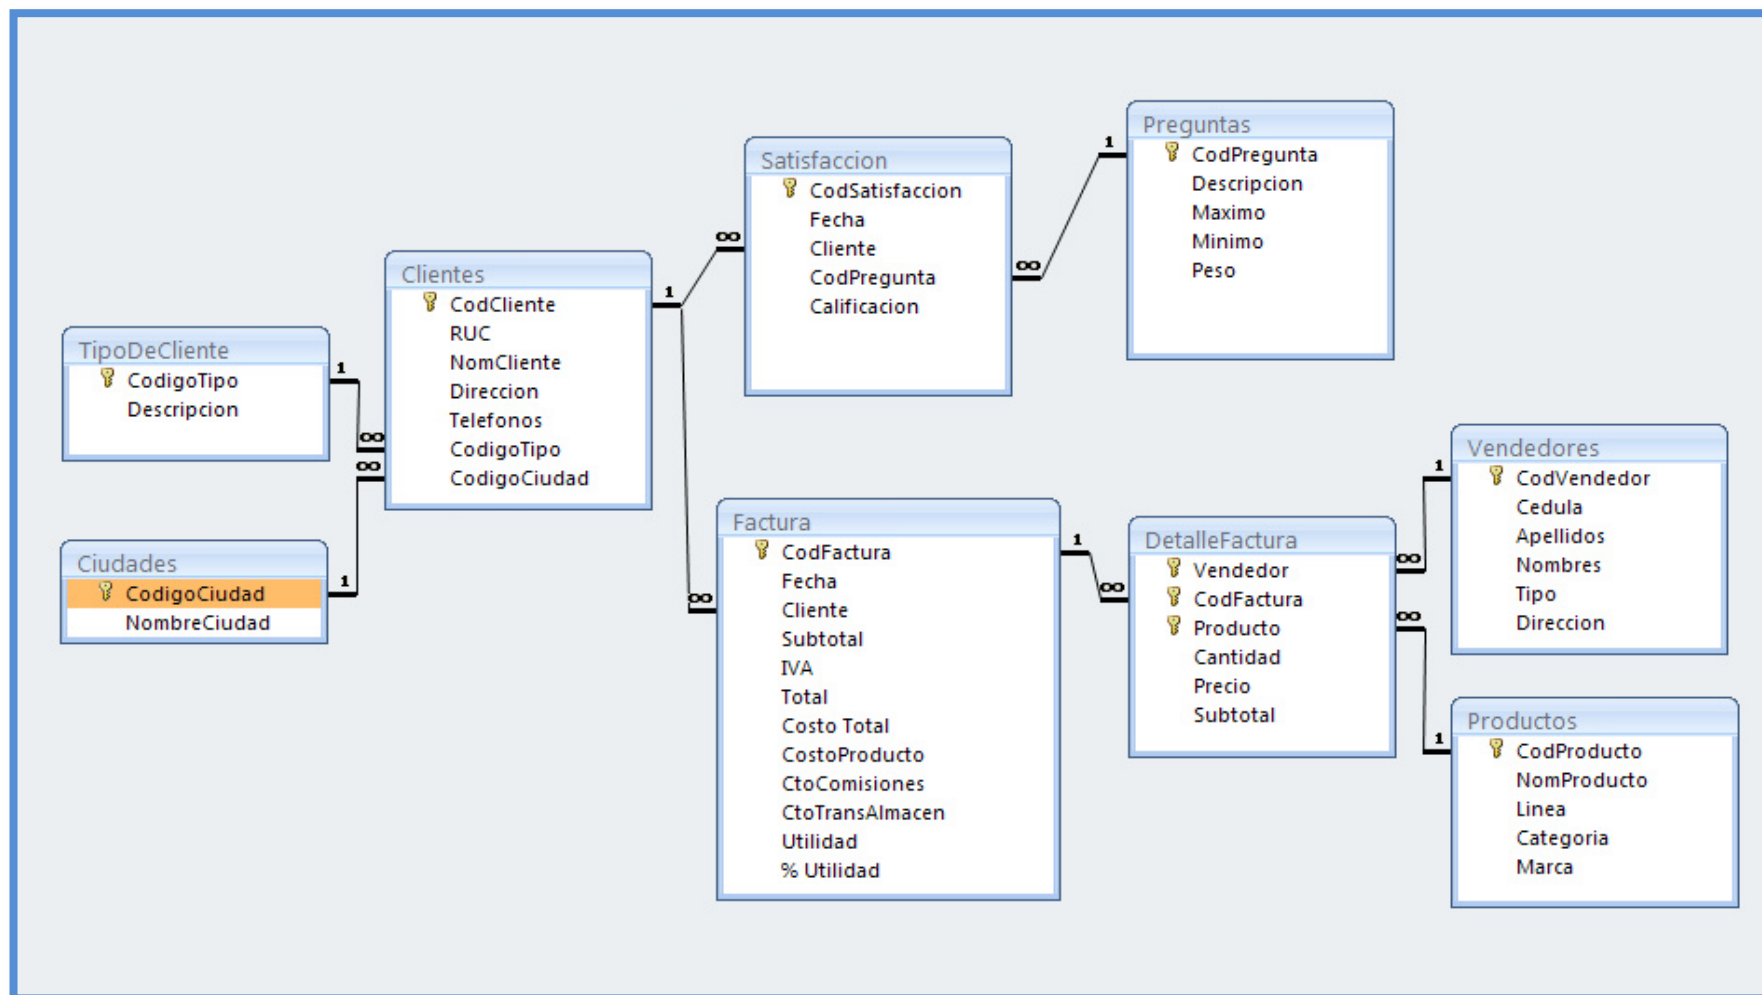 TipoDeCliente
CodigoTipo
Descripcion
1
∞
Ciudades
CodigoCiudad
NombreCiudad
1
∞
Clientes
CodCliente
RUC
NomCliente
Direccion
Telefonos
CodigoTipo
CodigoCiudad
1
∞
∞
Satisfaccion
CodSatisfaccion
Fecha
Cliente
CodPregunta
Calificacion
∞
1
Preguntas
CodPregunta
Descripcion
Maximo
Minimo
Peso
Factura
CodFactura
Fecha
Cliente
Subtotal
IVA
Total
Costo Total
CostoProducto
CtoComisiones
CtoTransAlmacen
Utilidad
% Utilidad
1
∞
DetalleFactura
Vendedor
CodFactura
Producto
Cantidad
Precio
Subtotal
∞
1
∞
1
Vendedores
CodVendedor
Cedula
Apellidos
Nombres
Tipo
Direccion
Productos
CodProducto
NomProducto
Linea
Categoria
Marca